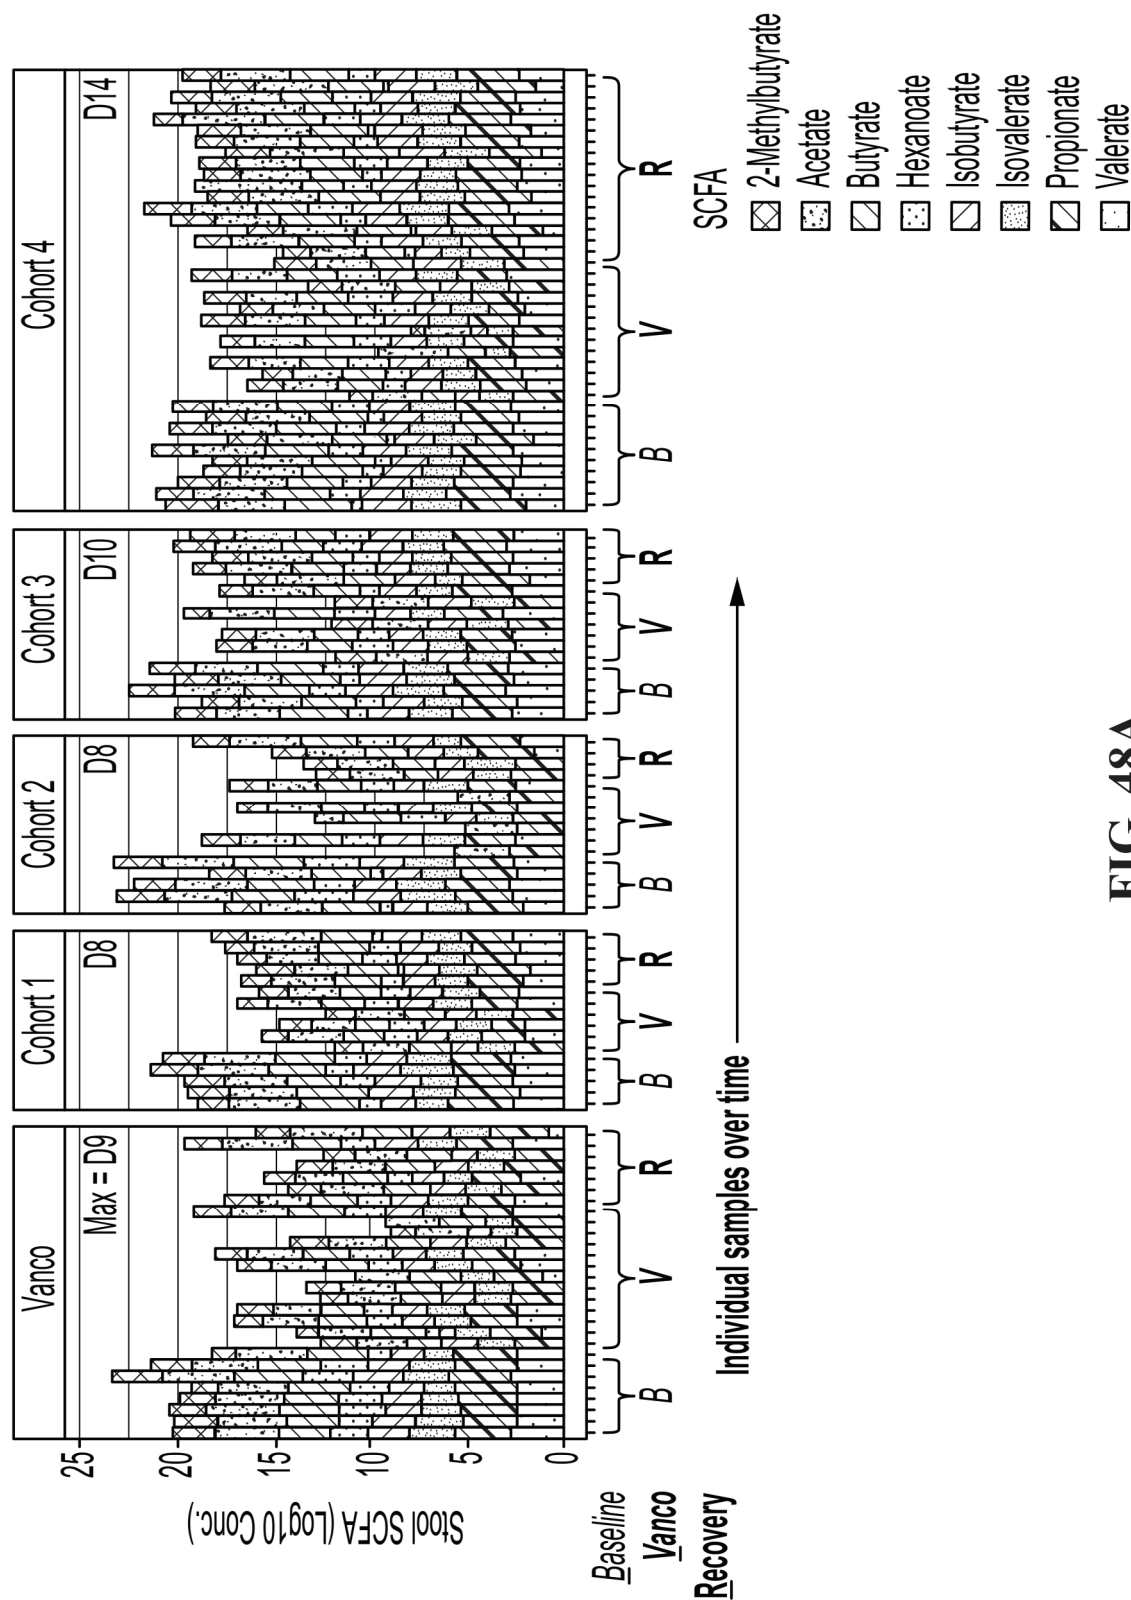 Vanco
Cohort 1
Cohort 2
Cohort 3
Cohort 4
Max = D9
D8
D8
D10
D14
Stool SCFA (Log10 Conc.)
25
20
15
10
5
0
Baseline
Vanco
Recovery
B V R
B V R
B V R
B V R
B V R
Individual samples over time
SCFA
2-Methylbutyrate
Acetate
Butyrate
Hexanoate
Isobutyrate
Isovalerate
Propionate
Valerate
FIG. 48A